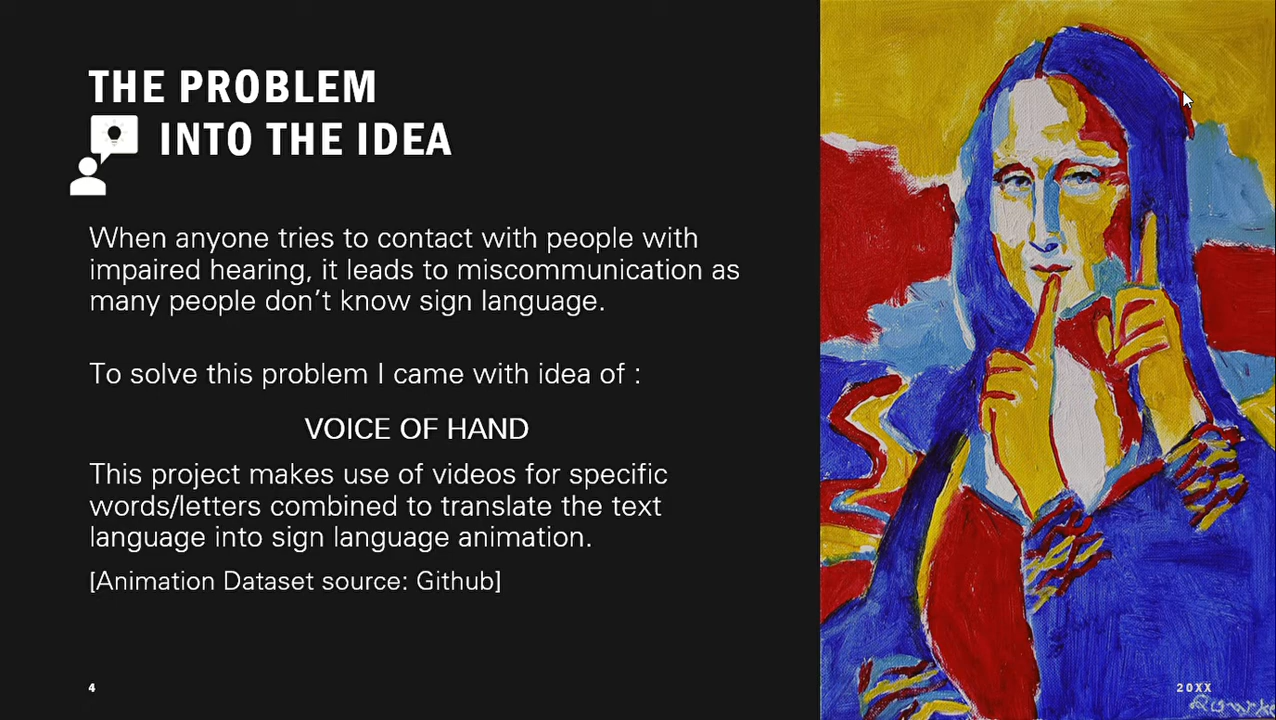 THE PROBLEM
INTO THE IDEA
When anyone tries to contact with people with
impaired hearing, it leads to miscommunication as
many people don’t know sign language.
To solve this problem I came with idea of :
VOICE OF HAND
This project makes use of videos for specific
words/letters combined to translate the text
language into sign language animation.
[Animation Dataset source: Github]
4
20XX